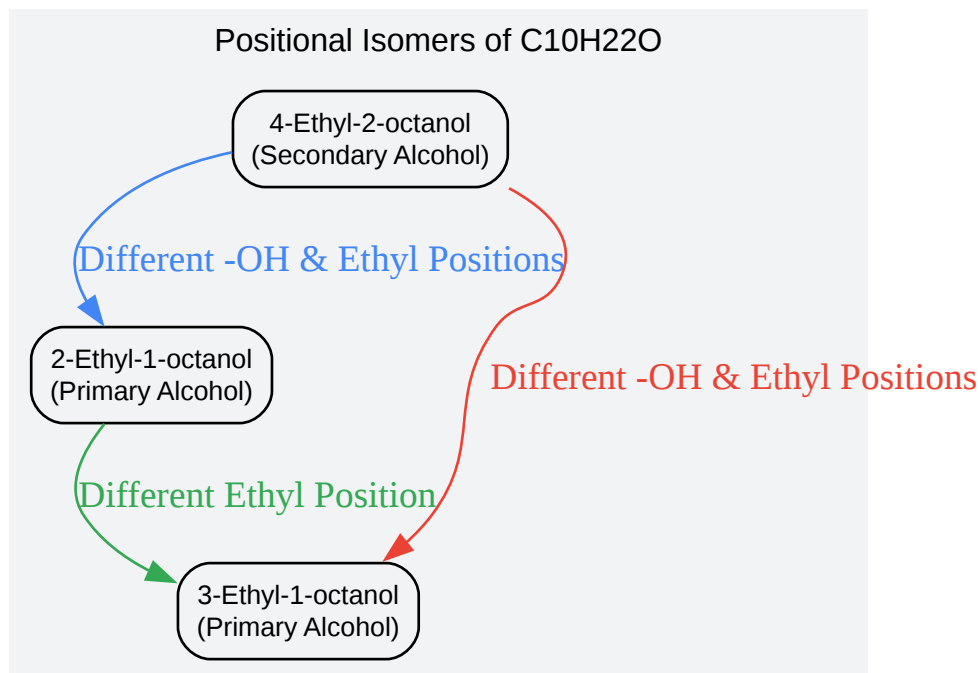 Positional Isomers of C10H22O
4-Ethyl-2-octanol
(Secondary Alcohol)
Different -OH & Ethyl Positions
2-Ethyl-1-octanol
(Primary Alcohol)
Different -OH & Ethyl Positions
Different Ethyl Position
3-Ethyl-1-octanol
(Primary Alcohol)